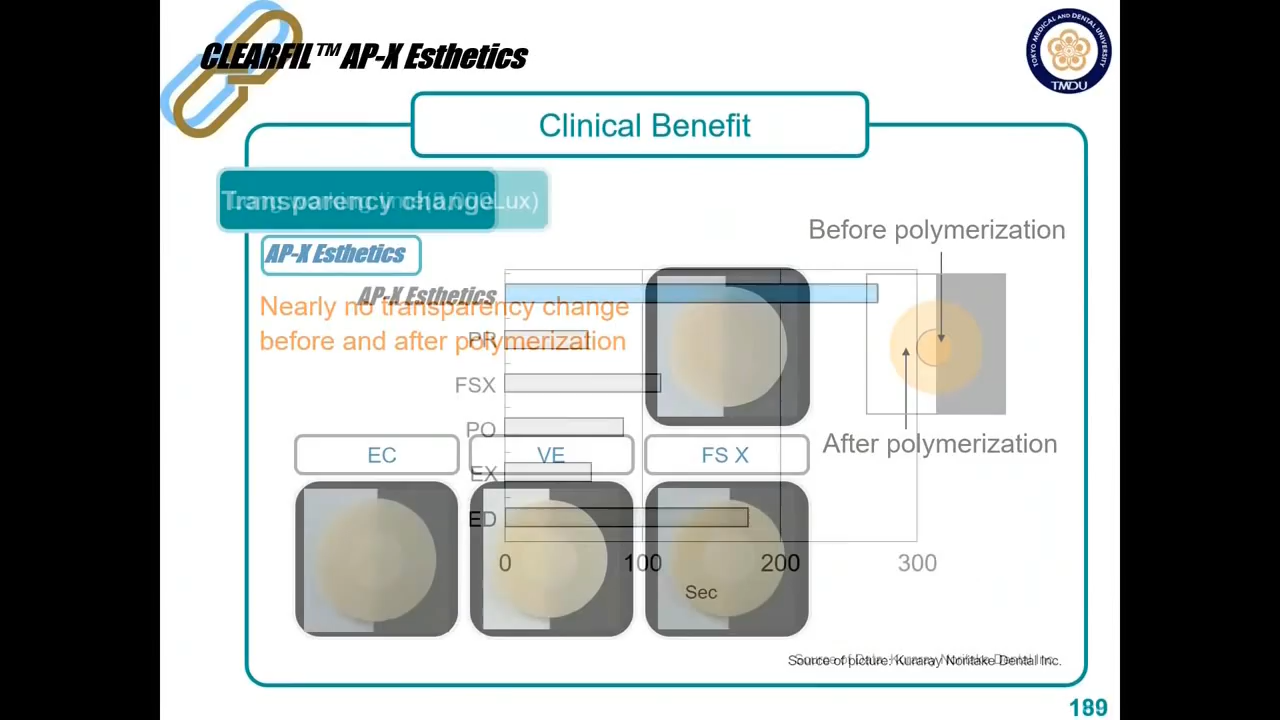 CLEARFIL™ AP-X Esthetics
TOKYO MEDICAL AND DENTAL UNIVERSITY
TMDU
Clinical Benefit
Transparency change
Lux)
AP-X Esthetics
Before polymerization
AP-X Esthetics
Nearly no transparency change
before and after polymerization
PR
FSX
PO
After polymerization
EC
VE
FS X
EX
ED
0
100
200
300
Sec
Source of picture: Kuraray Noritake Dental Inc.
189